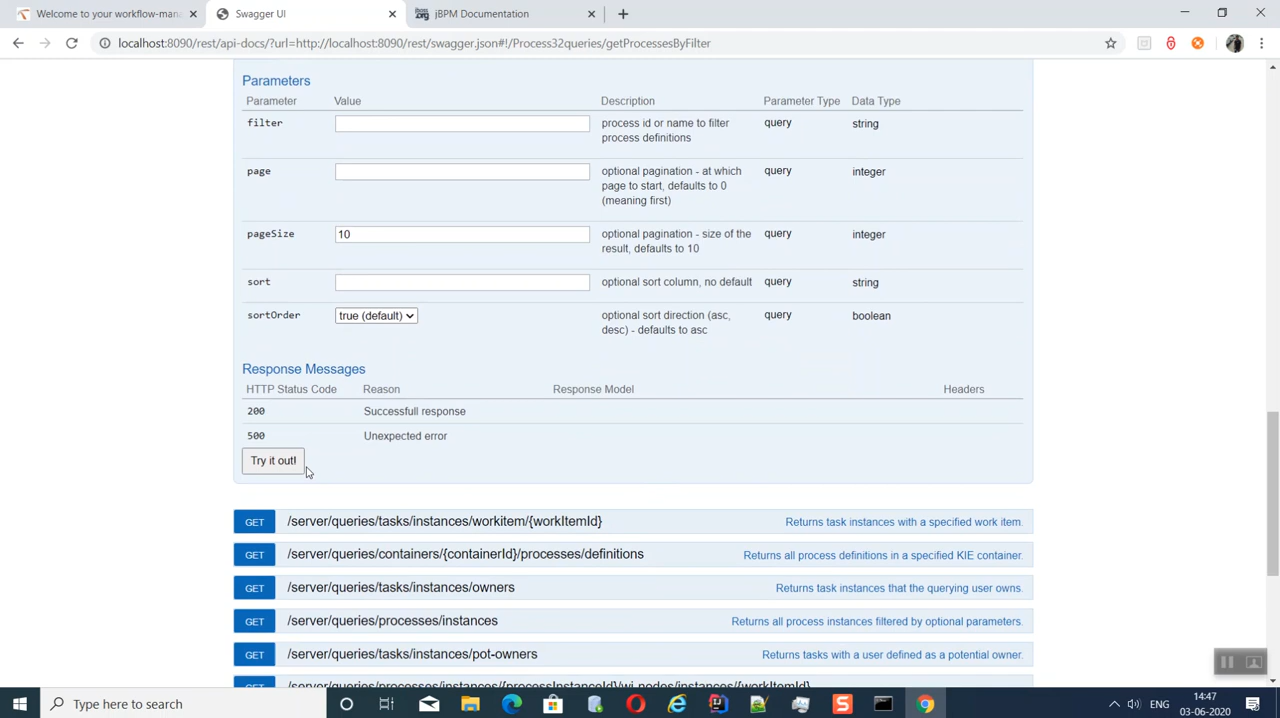 Welcome to your workflow-mana
Swagger UI
jBPM Documentation
localhost:8090/rest/api-docs/?url=http://localhost:8090/rest/swagger.json#!/Process32queries/getProcessesByFilter
Parameters
Parameter Value Description Parameter Type Data Type
filter process id or name to filter query string
process definitions
page optional pagination - at which query integer
page to start, defaults to 0
(meaning first)
pageSize 10 optional pagination - size of the query integer
result, defaults to 10
sort optional sort column, no default query string
sortOrder true (default) optional sort direction (asc, query boolean
desc) - defaults to asc
Response Messages
HTTP Status Code Reason Response Model Headers
200 Successfull response
500 Unexpected error
Try it out!
GET /server/queries/tasks/instances/workitem/{workItemId} Returns task instances with a specified work item.
GET /server/queries/containers/{containerId}/processes/definitions Returns all process definitions in a specified KIE container.
GET /server/queries/tasks/instances/owners Returns task instances that the querying user owns.
GET /server/queries/processes/instances Returns all process instances filtered by optional parameters.
GET /server/queries/tasks/instances/pot-owners Returns tasks with a user defined as a potential owner.
Type here to search
ENG
14:47
03-06-2020